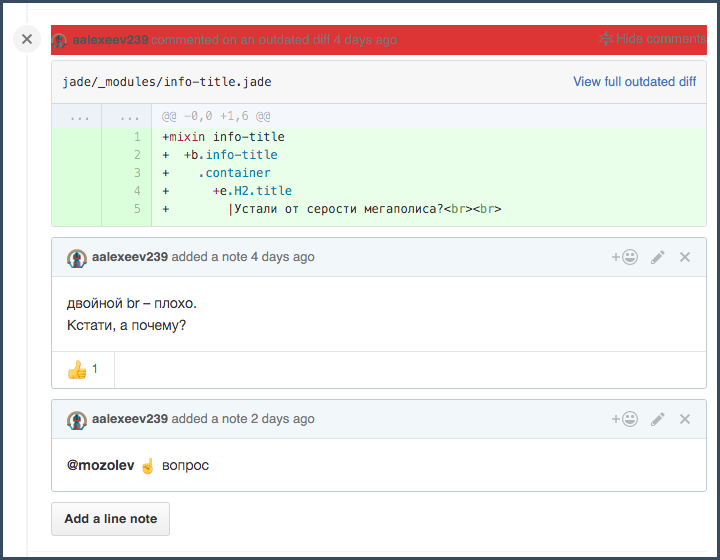 aalexeev239 commented on an outdated diff 4 days ago Hide comments
jade/_modules/info-title.jade View full outdated diff
... ... @@ -0,0 +1,6 @@
1 +mixin info-title
2 +  +b.info-title
3 +    .container
4 +      +e.H2.title
5 +        |Устали от серости мегаполиса?<br><br>
aalexeev239 added a note 4 days ago
двойной br – плохо.
Кстати, а почему?
👍 1
aalexeev239 added a note 2 days ago
@mozolev ☝ вопрос
Add a line note